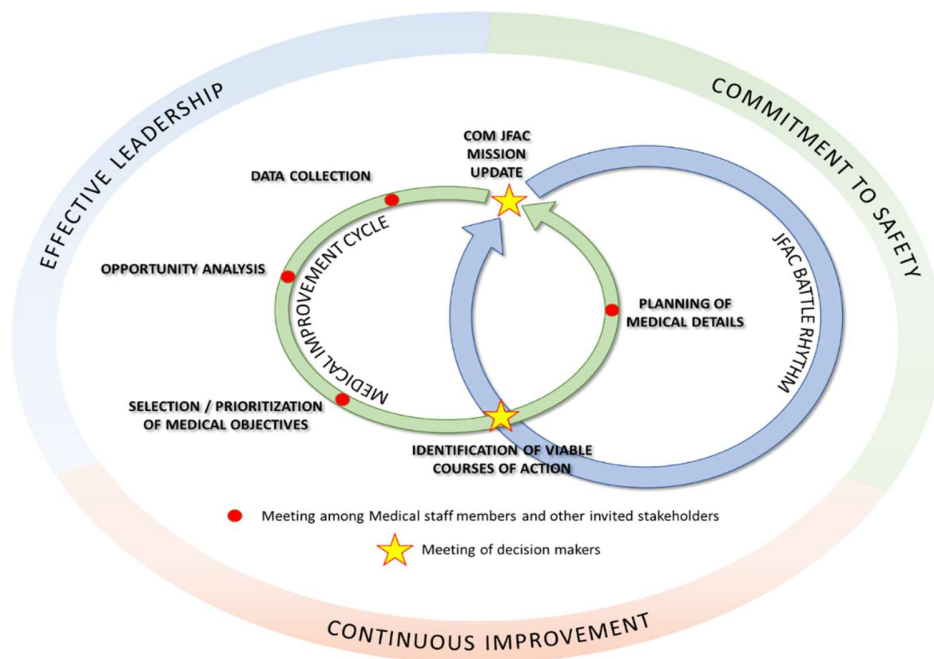 EFFECTIVE LEADERSHIP
COMMITMENT TO SAFETY
COM JFAC
MISSION
UPDATE
DATA COLLECTION
MEDICAL IMPROVEMENT CYCLE
JFAC BATTLE RHYTHM
OPPORTUNITY ANALYSIS
PLANNING OF
MEDICAL DETAILS
SELECTION / PRIORITIZATION
OF MEDICAL OBJECTIVES
IDENTIFICATION OF VIABLE
COURSES OF ACTION
Meeting among Medical staff members and other invited stakeholders
Meeting of decision makers
CONTINUOUS IMPROVEMENT